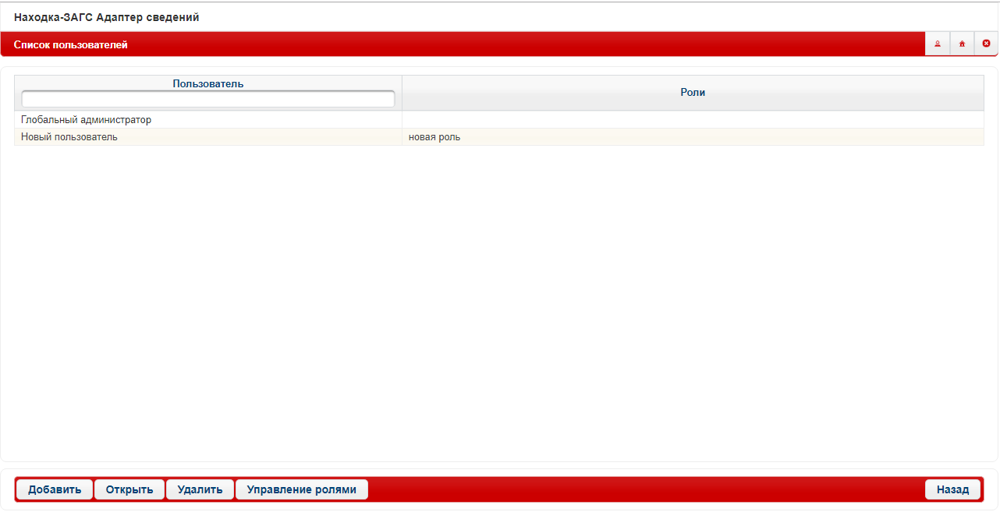 Находка-ЗАГС Адаптер сведений
Список пользователей
Пользователь
Роли
Глобальный администратор
Новый пользователь новая роль
Добавить Открыть Удалить Управление ролями Назад